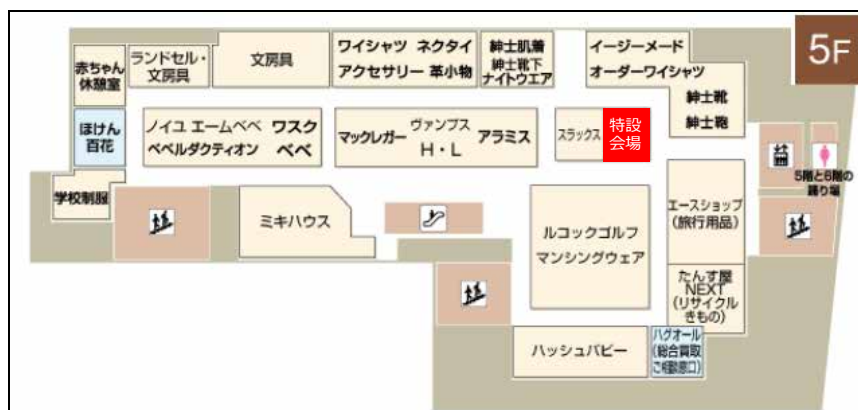 5F
赤ちゃん
休憩室
ランドセル・
文房具
文房具
ワイシャツ ネクタイ
アクセサリー 革小物
紳士肌着
紳士靴下
ナイトウエア
イージーメード
オーダーワイシャツ
紳士靴
紳士鞄
ほけん
百花
ノイユ エームベベ ワスク
べべルダクティオン べべ
マックレガー ヴァンプス アラミス
H・L
スラックス
特設
会場
5階と6階の
踊り場
学校制服
ミキハウス
ルコックゴルフ
マンシングウェア
エースショップ
(旅行用品)
たんす屋
NEXT
(リサイクル
きもの)
ハッシュパピー
ハグオール
(総合買取
ご相談窓口)